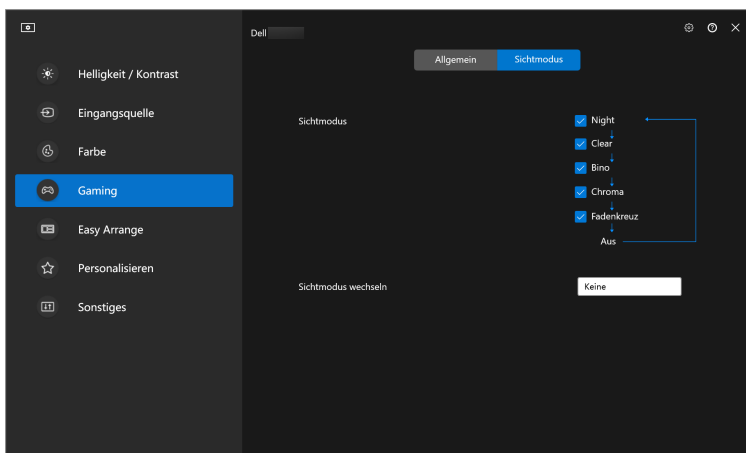 Dell
Allgemein
Sichtmodus
Helligkeit / Kontrast
Eingangsquelle
Farbe
Gaming
Easy Arrange
Personalisieren
Sonstiges
Sichtmodus
Night
Clear
Bino
Chroma
Fadenkreuz
Aus
Sichtmodus wechseln
Keine